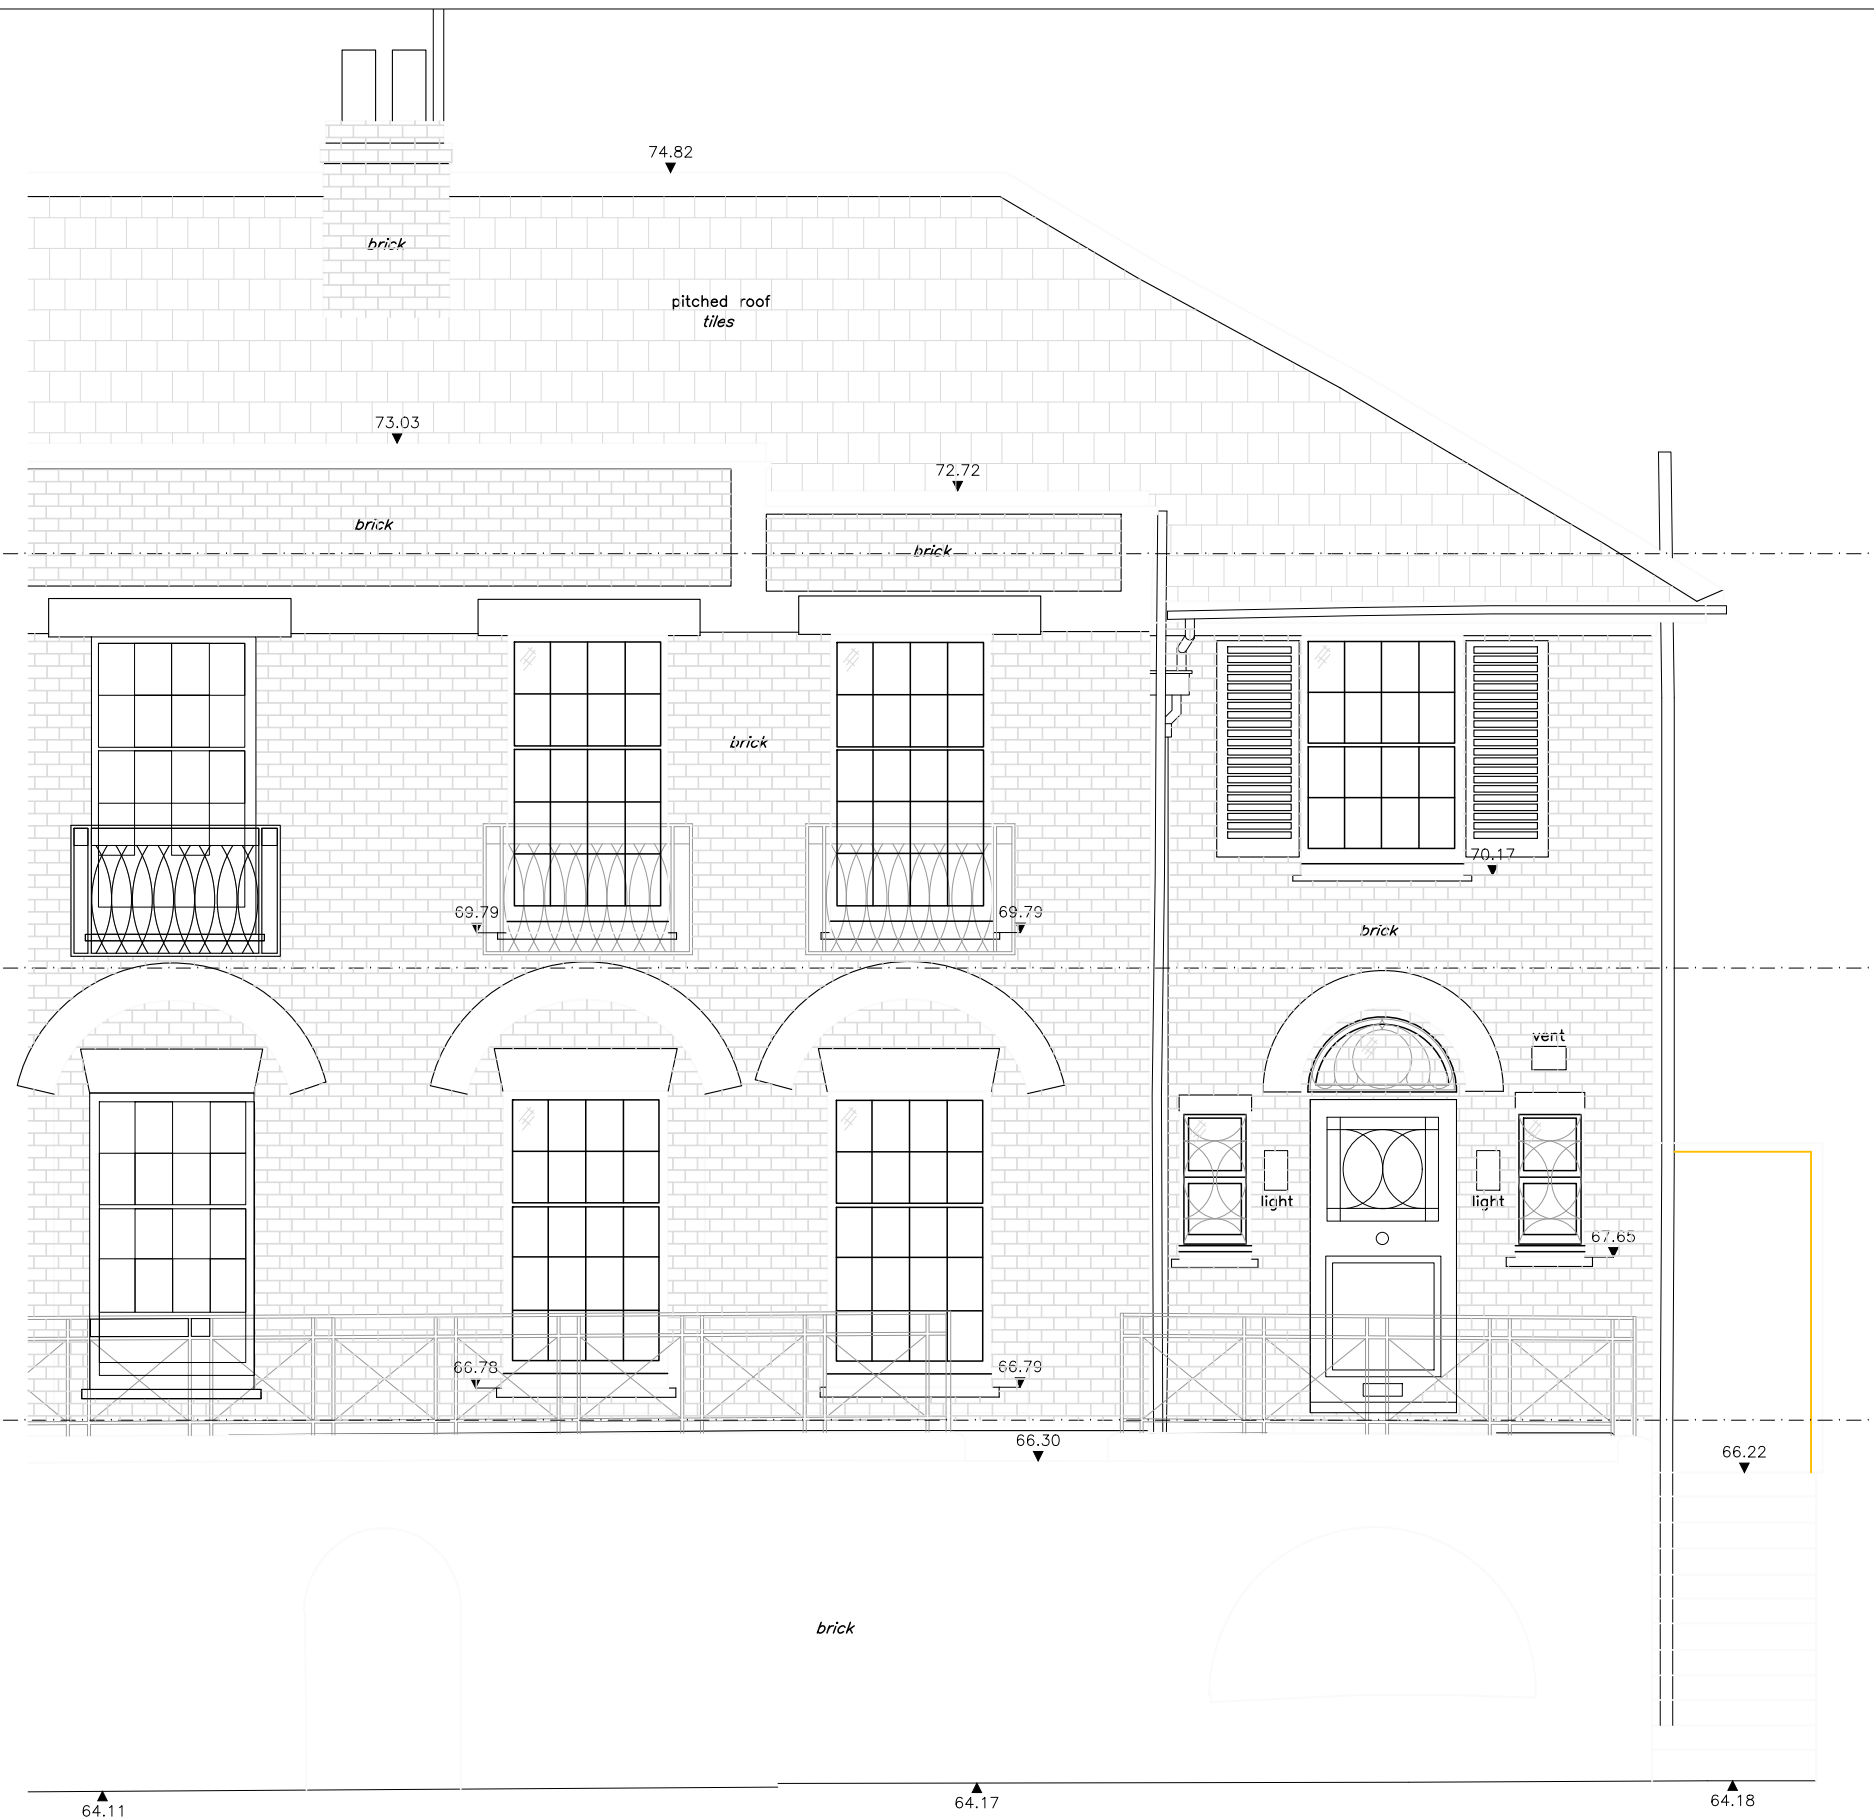 74.82
brick
pitched roof
tiles
73.03
72.72
brick
brick
brick
70.17
69.79
69.79
brick
vent
light
light
67.65
66.78
66.79
66.30
66.22
brick
64.11
64.17
64.18